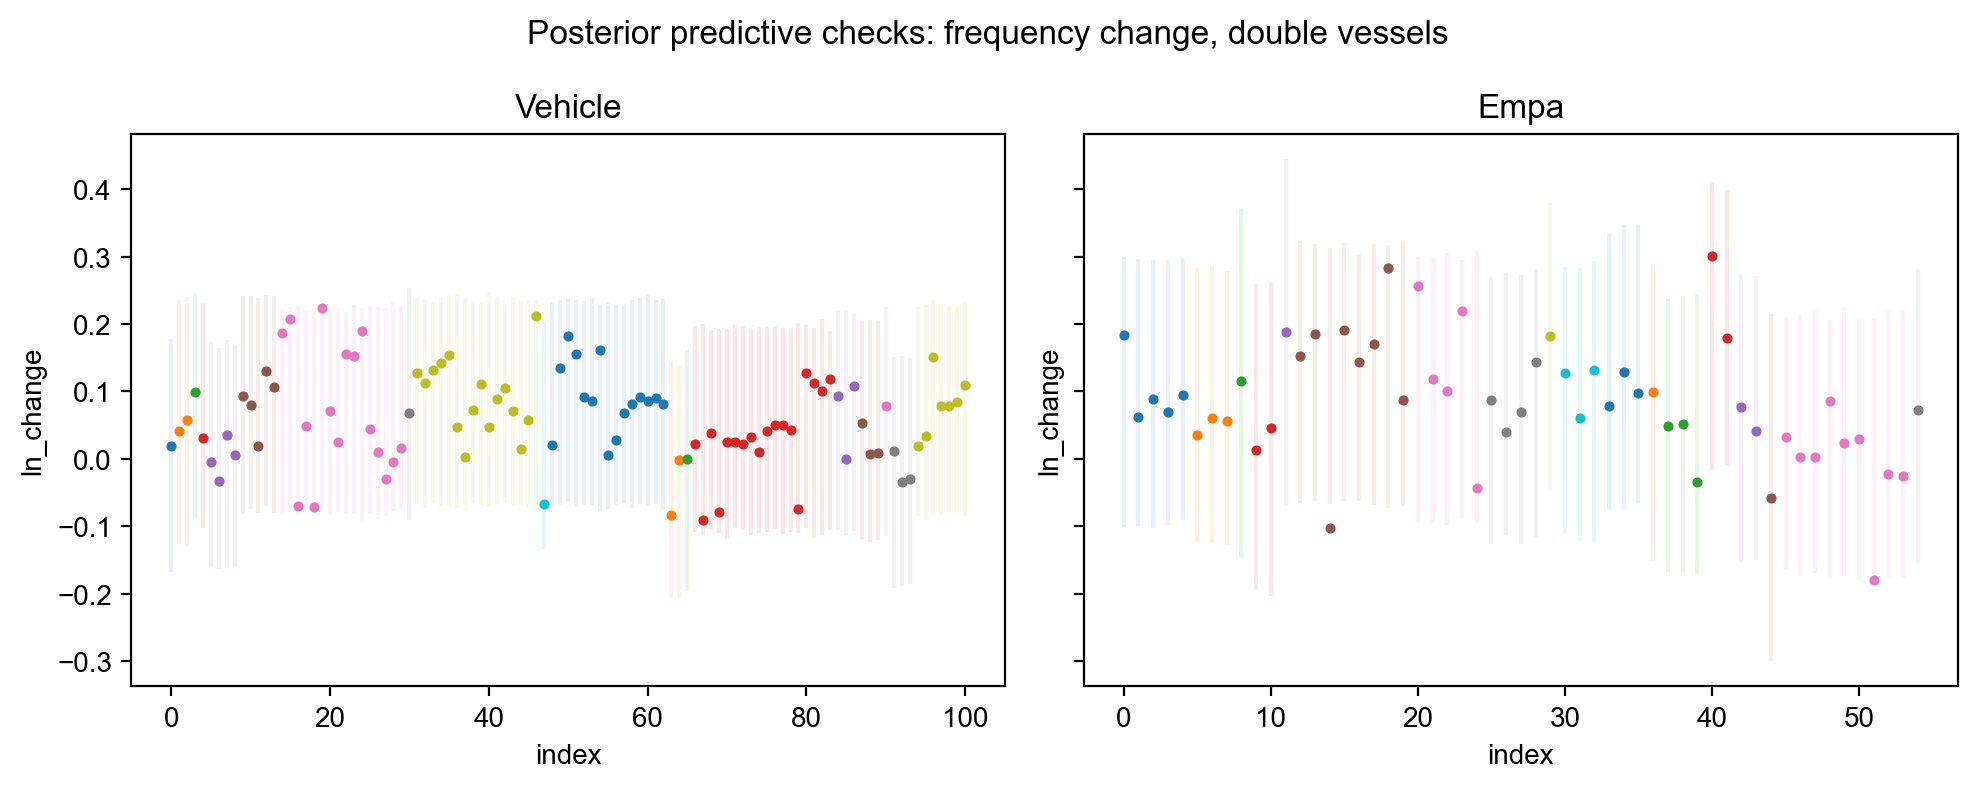 Posterior predictive checks: frequency change, double vessels
Vehicle
Empa
ln_change
0.4
0.3
0.2
0.1
0.0
−0.1
−0.2
−0.3
0 20 40 60 80 100
index
ln_change
0 10 20 30 40 50
index